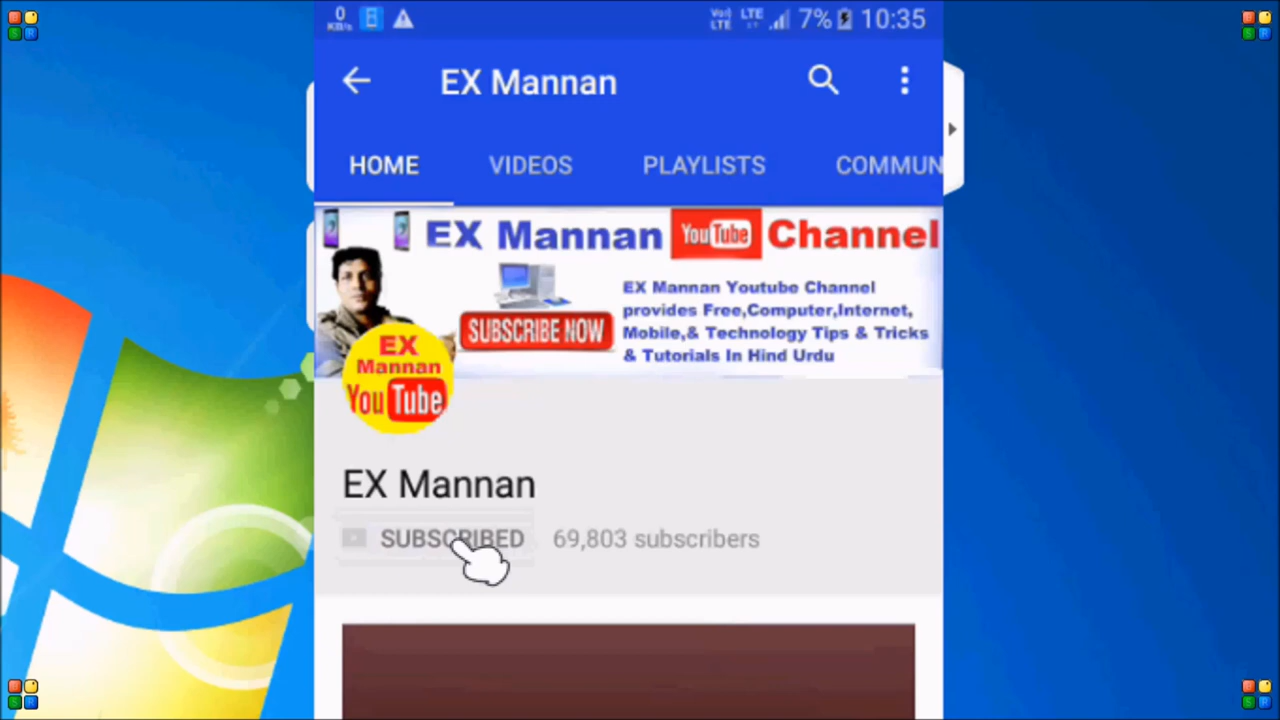 0
KB/s
Vo))
LTE
LTE
7%
10:35
EX Mannan
HOME
VIDEOS
PLAYLISTS
COMMUN
EX Mannan YouTube Channel
EX Mannan Youtube Channel
provides Free,Computer,Internet,
Mobile,& Technology Tips & Tricks
& Tutorials In Hind Urdu
SUBSCRIBE NOW
EX
Mannan
YouTube
EX Mannan
SUBSCRIBED
69,803 subscribers
S R
S R
S R
S R